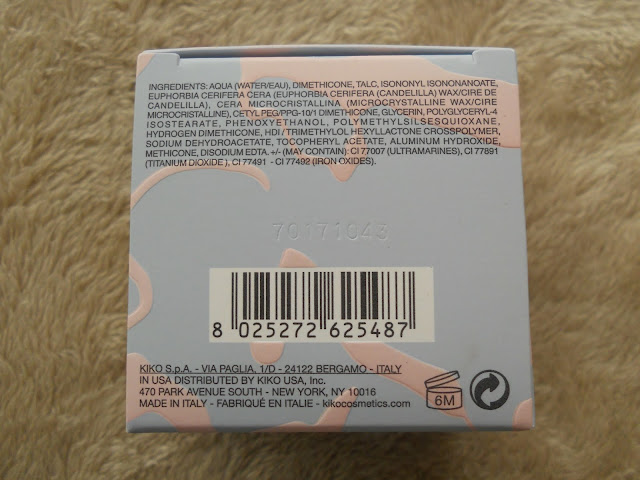 INGREDIENTS: AQUA (WATER/EAU), DIMETHICONE, TALC, ISONONYL ISONONANOATE,
EUPHORBIA CERIFERA CERA (EUPHORBIA CERIFERA (CANDELILLA) WAX/CIRE DE
CANDELILLA), CERA MICROCRISTALLINA (MICROCRYSTALLINE WAX/CIRE
MICROCRISTALLINE), CETYL PEG/PPG-10/1 DIMETHICONE, GLYCERIN, POLYGLYCERYL-4
ISOSTEARATE, PHENOXYETHANOL, POLYMETHYLSILSESQUIOXANE,
HYDROGEN DIMETHICONE, HDI / TRIMETHYLOL HEXYLLACTONE CROSSPOLYMER,
SODIUM DEHYDROACETATE, TOCOPHERYL ACETATE, ALUMINUM HYDROXIDE,
METHICONE, DISODIUM EDTA. +/- (MAY CONTAIN): CI 77007 (ULTRAMARINES), CI 77891
(TITANIUM DIOXIDE ), CI 77491 - CI 77492 (IRON OXIDES).
70171043
8 025272 625487
KIKO S.p.A. - VIA PAGLIA, 1/D - 24122 BERGAMO - ITALY
IN USA DISTRIBUTED BY KIKO USA, Inc.
470 PARK AVENUE SOUTH - NEW YORK, NY 10016
MADE IN ITALY - FABRIQUÉ EN ITALIE - kikocosmetics.com
6M